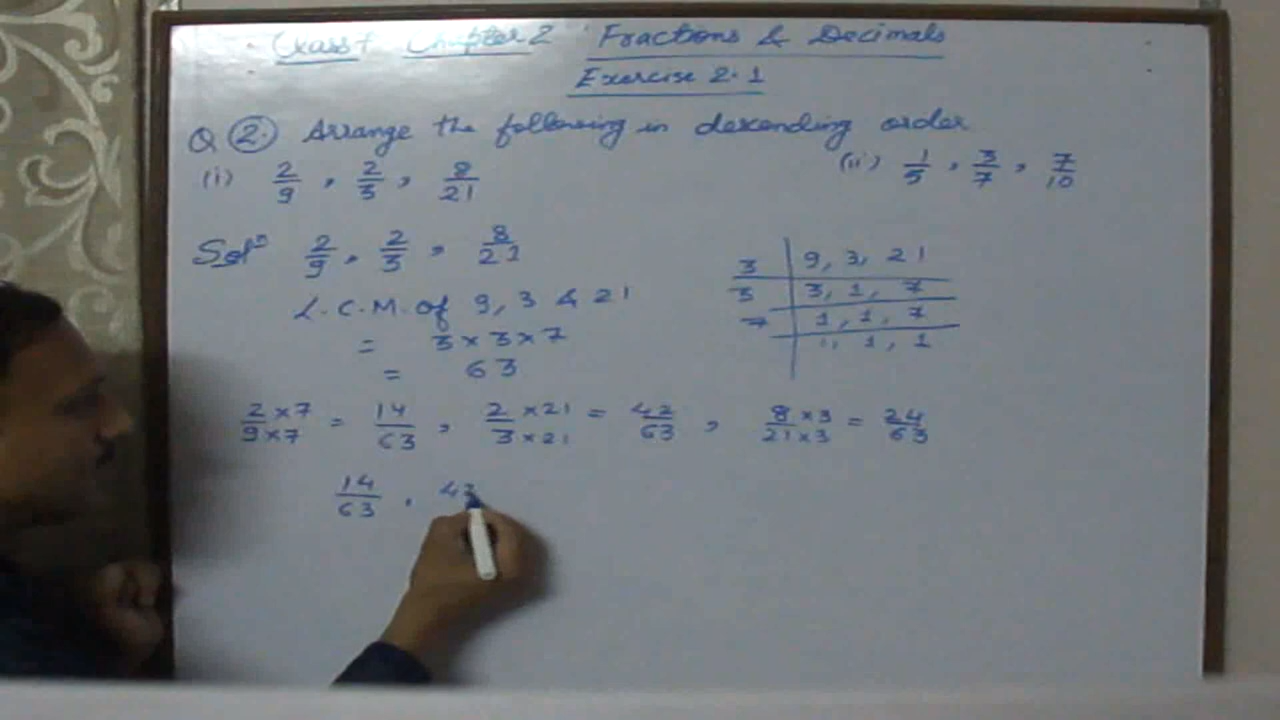 Class 7 Chapter 2 Fractions & Decimals
Exercise 2.1
Q 2. Arrange the following in descending order
(i) 2/9, 2/3, 8/21 (ii) 1/5, 3/7, 7/10
Solⁿ 2/9, 2/3, 8/21
L.C.M. of 9, 3 & 21
= 3 × 3 × 7
= 63
3 | 9, 3, 21
3 | 3, 1, 7
7 | 1, 1, 7
| 1, 1, 1
2×7/9×7 = 14/63, 2×21/3×21 = 42/63, 8×3/21×3 = 24/63
14/63, 42